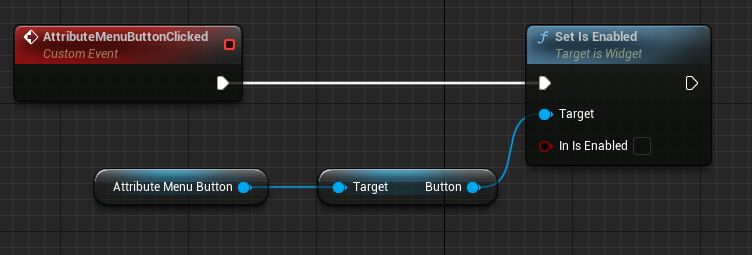 AttributeMenuButtonClicked
Custom Event
Set Is Enabled
Target is Widget
Target
In Is Enabled
Attribute Menu Button
Target Button